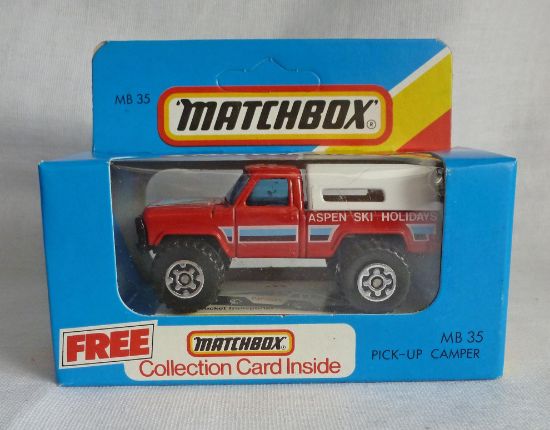 MB 35
"MATCHBOX"
®
ASPEN SKI HOLIDAYS
FREE
"MATCHBOX"
Collection Card Inside
MB 35
PICK-UP CAMPER